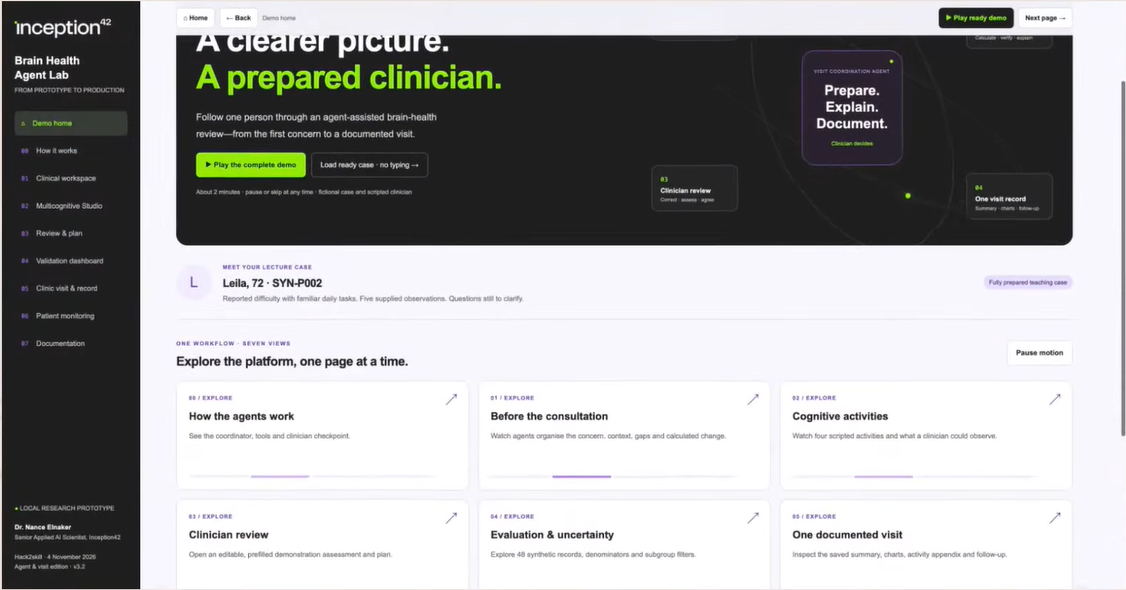 inception42
Brain Health
Agent Lab
FROM PROTOTYPE TO PRODUCTION
Demo home
00 How it works
01 Clinical workspace
02 Multicognitive Studio
03 Review & plan
04 Validation dashboard
05 Clinic visit & record
06 Patient monitoring
07 Documentation
LOCAL RESEARCH PROTOTYPE
Dr. Nance Elnaker
Senior Applied AI Scientist, Inception42
Hack2skill · 4 November 2026
Agent & visit edition · v3.2
Home
← Back
Demo home
Play ready demo
Next page →
A clearer picture.
A prepared clinician.
Follow one person through an agent-assisted brain-health
review—from the first concern to a documented visit.
Play the complete demo
Load ready case · no typing →
About 2 minutes · pause or skip at any time · fictional case and scripted clinician
Calculate · verify · explain
VISIT COORDINATION AGENT
Prepare.
Explain.
Document.
Clinician decides
03
Clinician review
Correct · assess · agree
04
One visit record
Summary · charts · follow-up
L
MEET YOUR LECTURE CASE
Leila, 72 · SYN-P002
Reported difficulty with familiar daily tasks. Five supplied observations. Questions still to clarify.
Fully prepared teaching case
ONE WORKFLOW · SEVEN VIEWS
Explore the platform, one page at a time.
Pause motion
00 / EXPLORE
How the agents work
See the coordinator, tools and clinician checkpoint.
01 / EXPLORE
Before the consultation
Watch agents organise the concern, context, gaps and calculated change.
02 / EXPLORE
Cognitive activities
Watch four scripted activities and what a clinician could observe.
03 / EXPLORE
Clinician review
Open an editable, prefilled demonstration assessment and plan.
04 / EXPLORE
Evaluation & uncertainty
Explore 48 synthetic records, denominators and subgroup filters.
05 / EXPLORE
One documented visit
Inspect the saved summary, charts, activity appendix and follow-up.